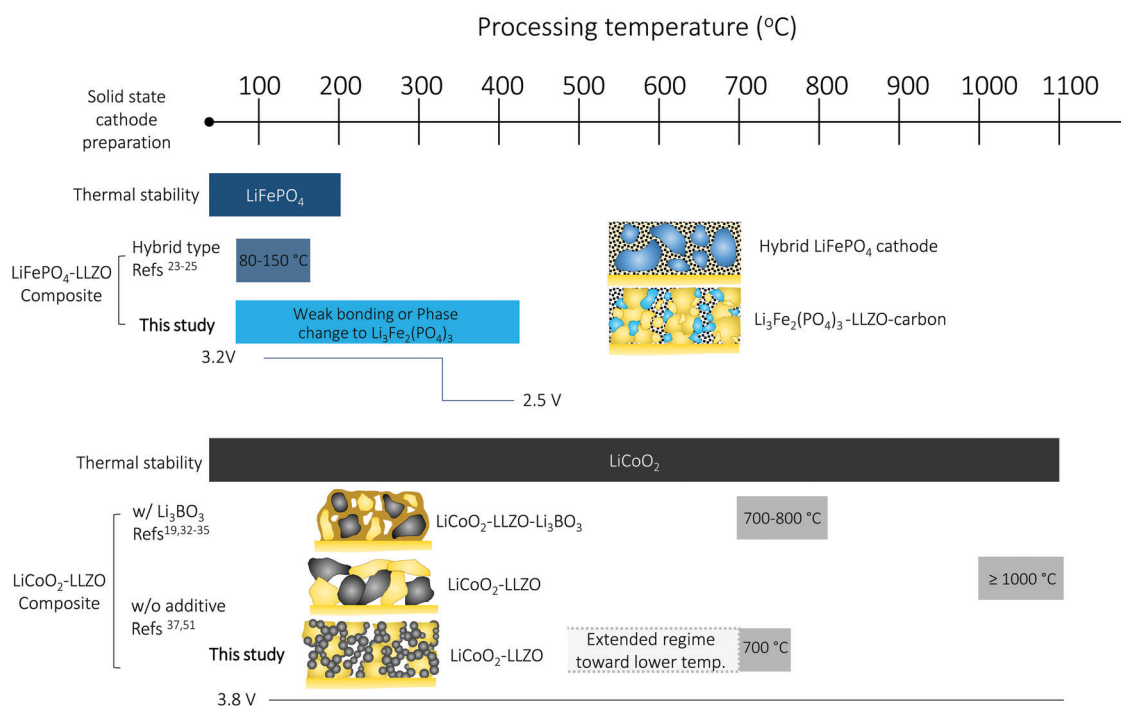 Processing temperature (°C)
Solid state
cathode
preparation
100 200 300 400 500 600 700 800 900 1000 1100
Thermal stability
LiFePO₄
LiFePO₄-LLZO
Composite
Hybrid type
Refs ²³⁻²⁵
80-150 °C
Hybrid LiFePO₄ cathode
This study
Weak bonding or Phase
change to Li₃Fe₂(PO₄)₃
Li₃Fe₂(PO₄)₃-LLZO-carbon
3.2V
2.5 V
Thermal stability
LiCoO₂
LiCoO₂-LLZO
Composite
w/ Li₃BO₃
Refs¹⁹,³²⁻³⁵
LiCoO₂-LLZO-Li₃BO₃
700-800 °C
w/o additive
Refs ³⁷,⁵¹
LiCoO₂-LLZO
≥ 1000 °C
This study
LiCoO₂-LLZO
Extended regime
toward lower temp.
700 °C
3.8 V